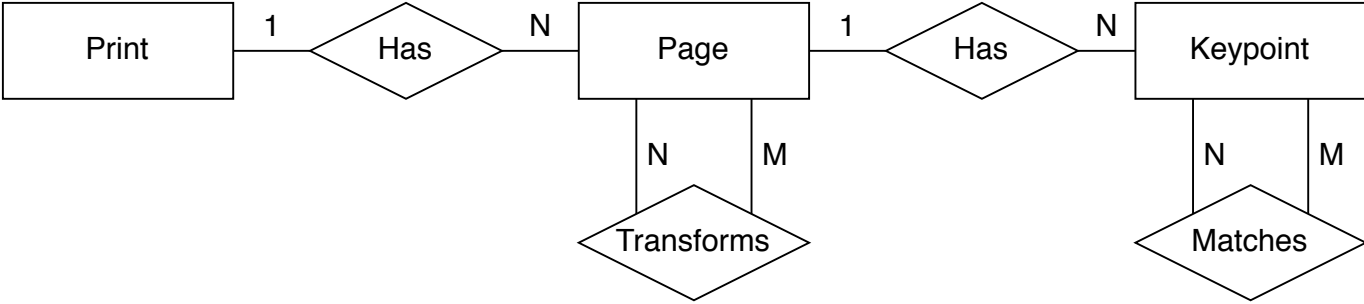 1 N 1 N
Print Has Page Has Keypoint
N M N M
Transforms Matches